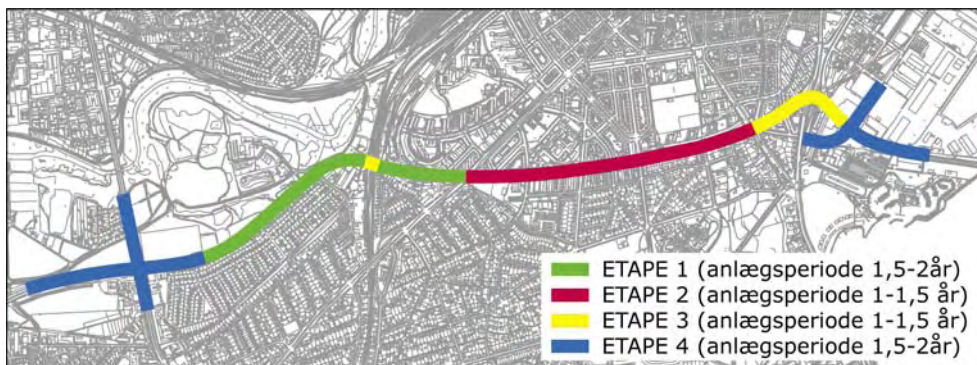 ETAPE 1 (anlægsperiode 1,5-2år)
ETAPE 2 (anlægsperiode 1-1,5 år)
ETAPE 3 (anlægsperiode 1-1,5 år)
ETAPE 4 (anlægsperiode 1,5-2år)